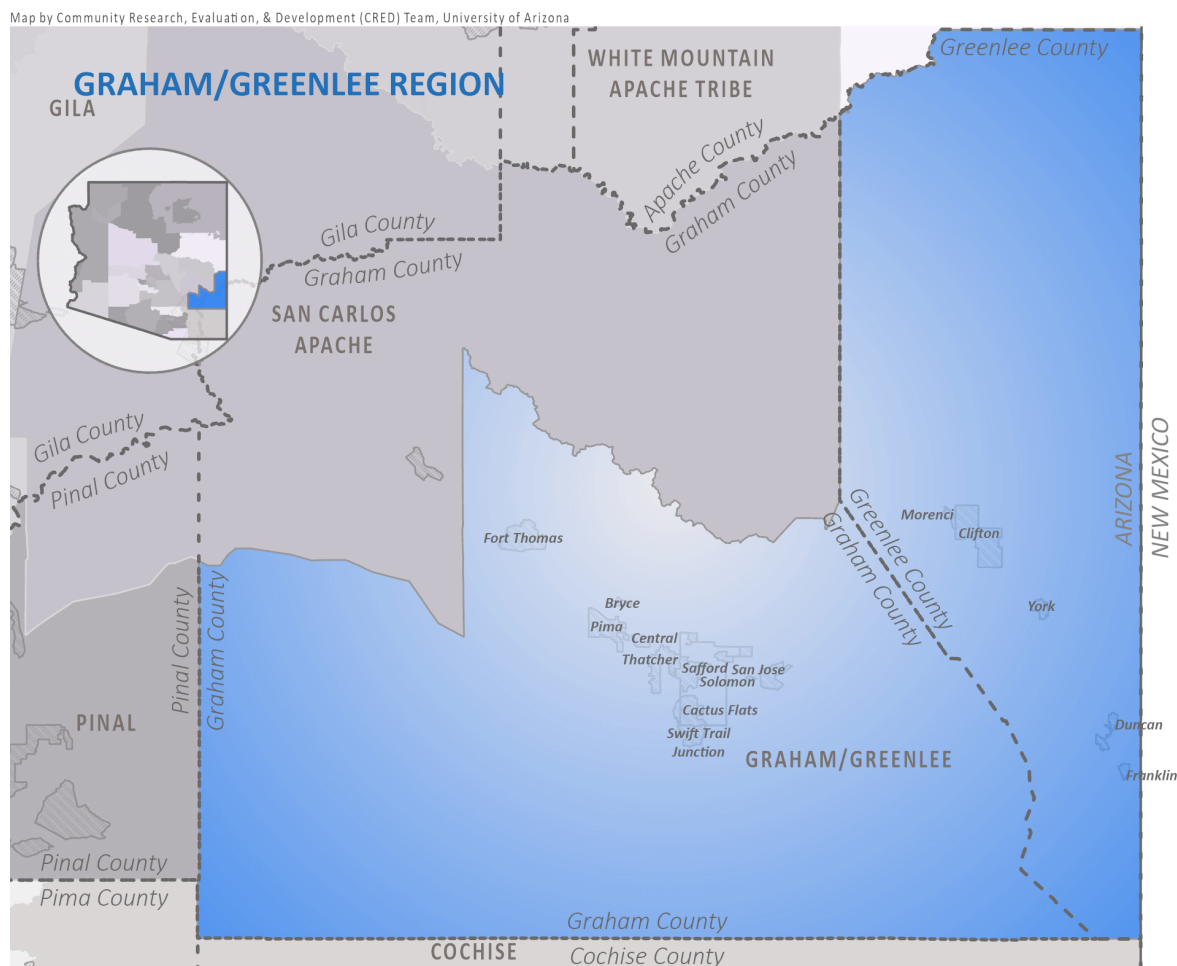 Map by Community Research, Evaluation, & Development (CRED) Team, University of Arizona
Greenlee County
WHITE MOUNTAIN
APACHE TRIBE
GRAHAM/GREENLEE REGION
GILA
Apache County
Graham County
Gila County
Graham County
SAN CARLOS
APACHE
Gila County
Pinal County
ARIZONA
NEW MEXICO
Greenlee County
Graham County
Morenci
Clifton
Fort Thomas
Pinal County
Graham County
Bryce
Pima
York
Central
Thatcher
Safford
San Jose
Solomon
Cactus Flats
Swift Trail
Junction
PINAL
Duncan
GRAHAM/GREENLEE
Franklin
Pinal County
Pima County
Graham County
COCHISE
Cochise County